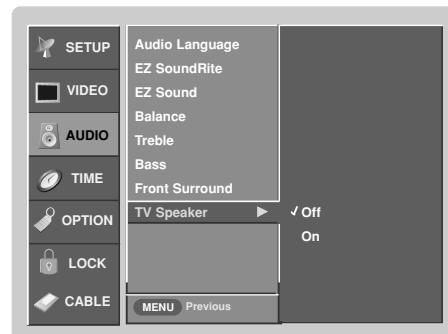 SETUP
VIDEO
AUDIO
TIME
OPTION
LOCK
CABLE
Audio Language
EZ SoundRite
EZ Sound
Balance
Treble
Bass
Front Surround
TV Speaker ►
MENU Previous
✓ Off
On